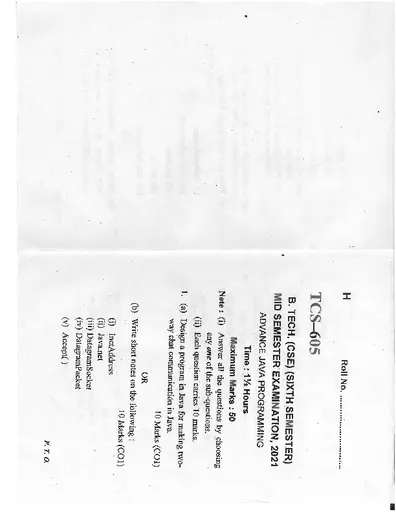 H
Roll No. ..............................
TCS–605
B. TECH. (CSE) (SIXTH SEMESTER)
MID SEMESTER EXAMINATION, 2021
ADVANCE JAVA PROGRAMMING
Time : 1½ Hours
Maximum Marks : 50
Note : (i) Answer all the questions by choosing
any one of the sub-questions.
(ii) Each question carries 10 marks.
1. (a) Design a program in Java for making two-
way chat communication in Java.
10 Marks (CO1)
OR
(b) Write short notes on the following :
10 Marks (CO1)
(i) InetAddress
(ii) Java.net
(iii) DatagramSocket
(iv) DatagramPacket
(v) Accept( )
P. T. O.